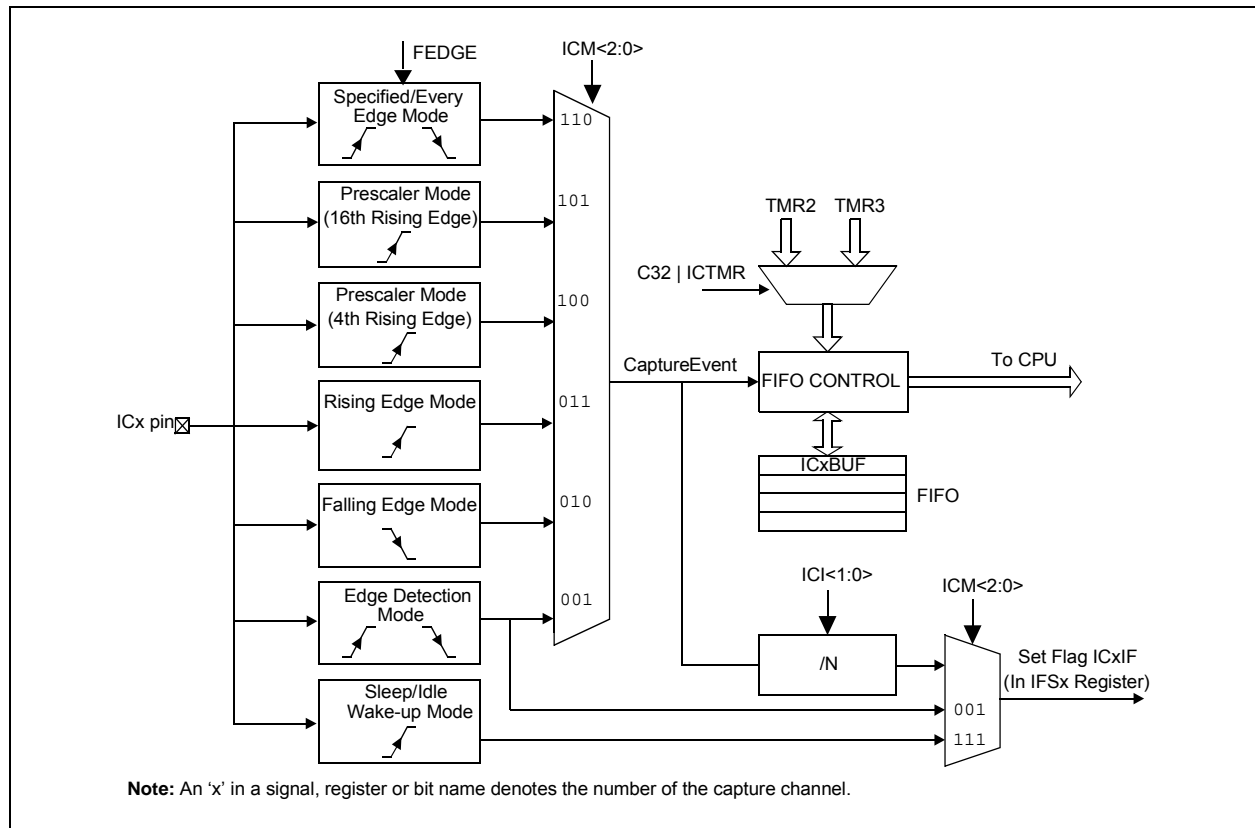 FEDGE
ICM<2:0>
Specified/Every
Edge Mode
110
Prescaler Mode
(16th Rising Edge)
101
TMR2
TMR3
C32 | ICTMR
Prescaler Mode
(4th Rising Edge)
100
CaptureEvent
FIFO CONTROL
To CPU
ICx pin
Rising Edge Mode
011
ICxBUF
FIFO
Falling Edge Mode
010
ICI<1:0>
ICM<2:0>
Edge Detection
Mode
001
/N
Set Flag ICxIF
(In IFSx Register)
Sleep/Idle
Wake-up Mode
001
111
Note: An ‘x’ in a signal, register or bit name denotes the number of the capture channel.